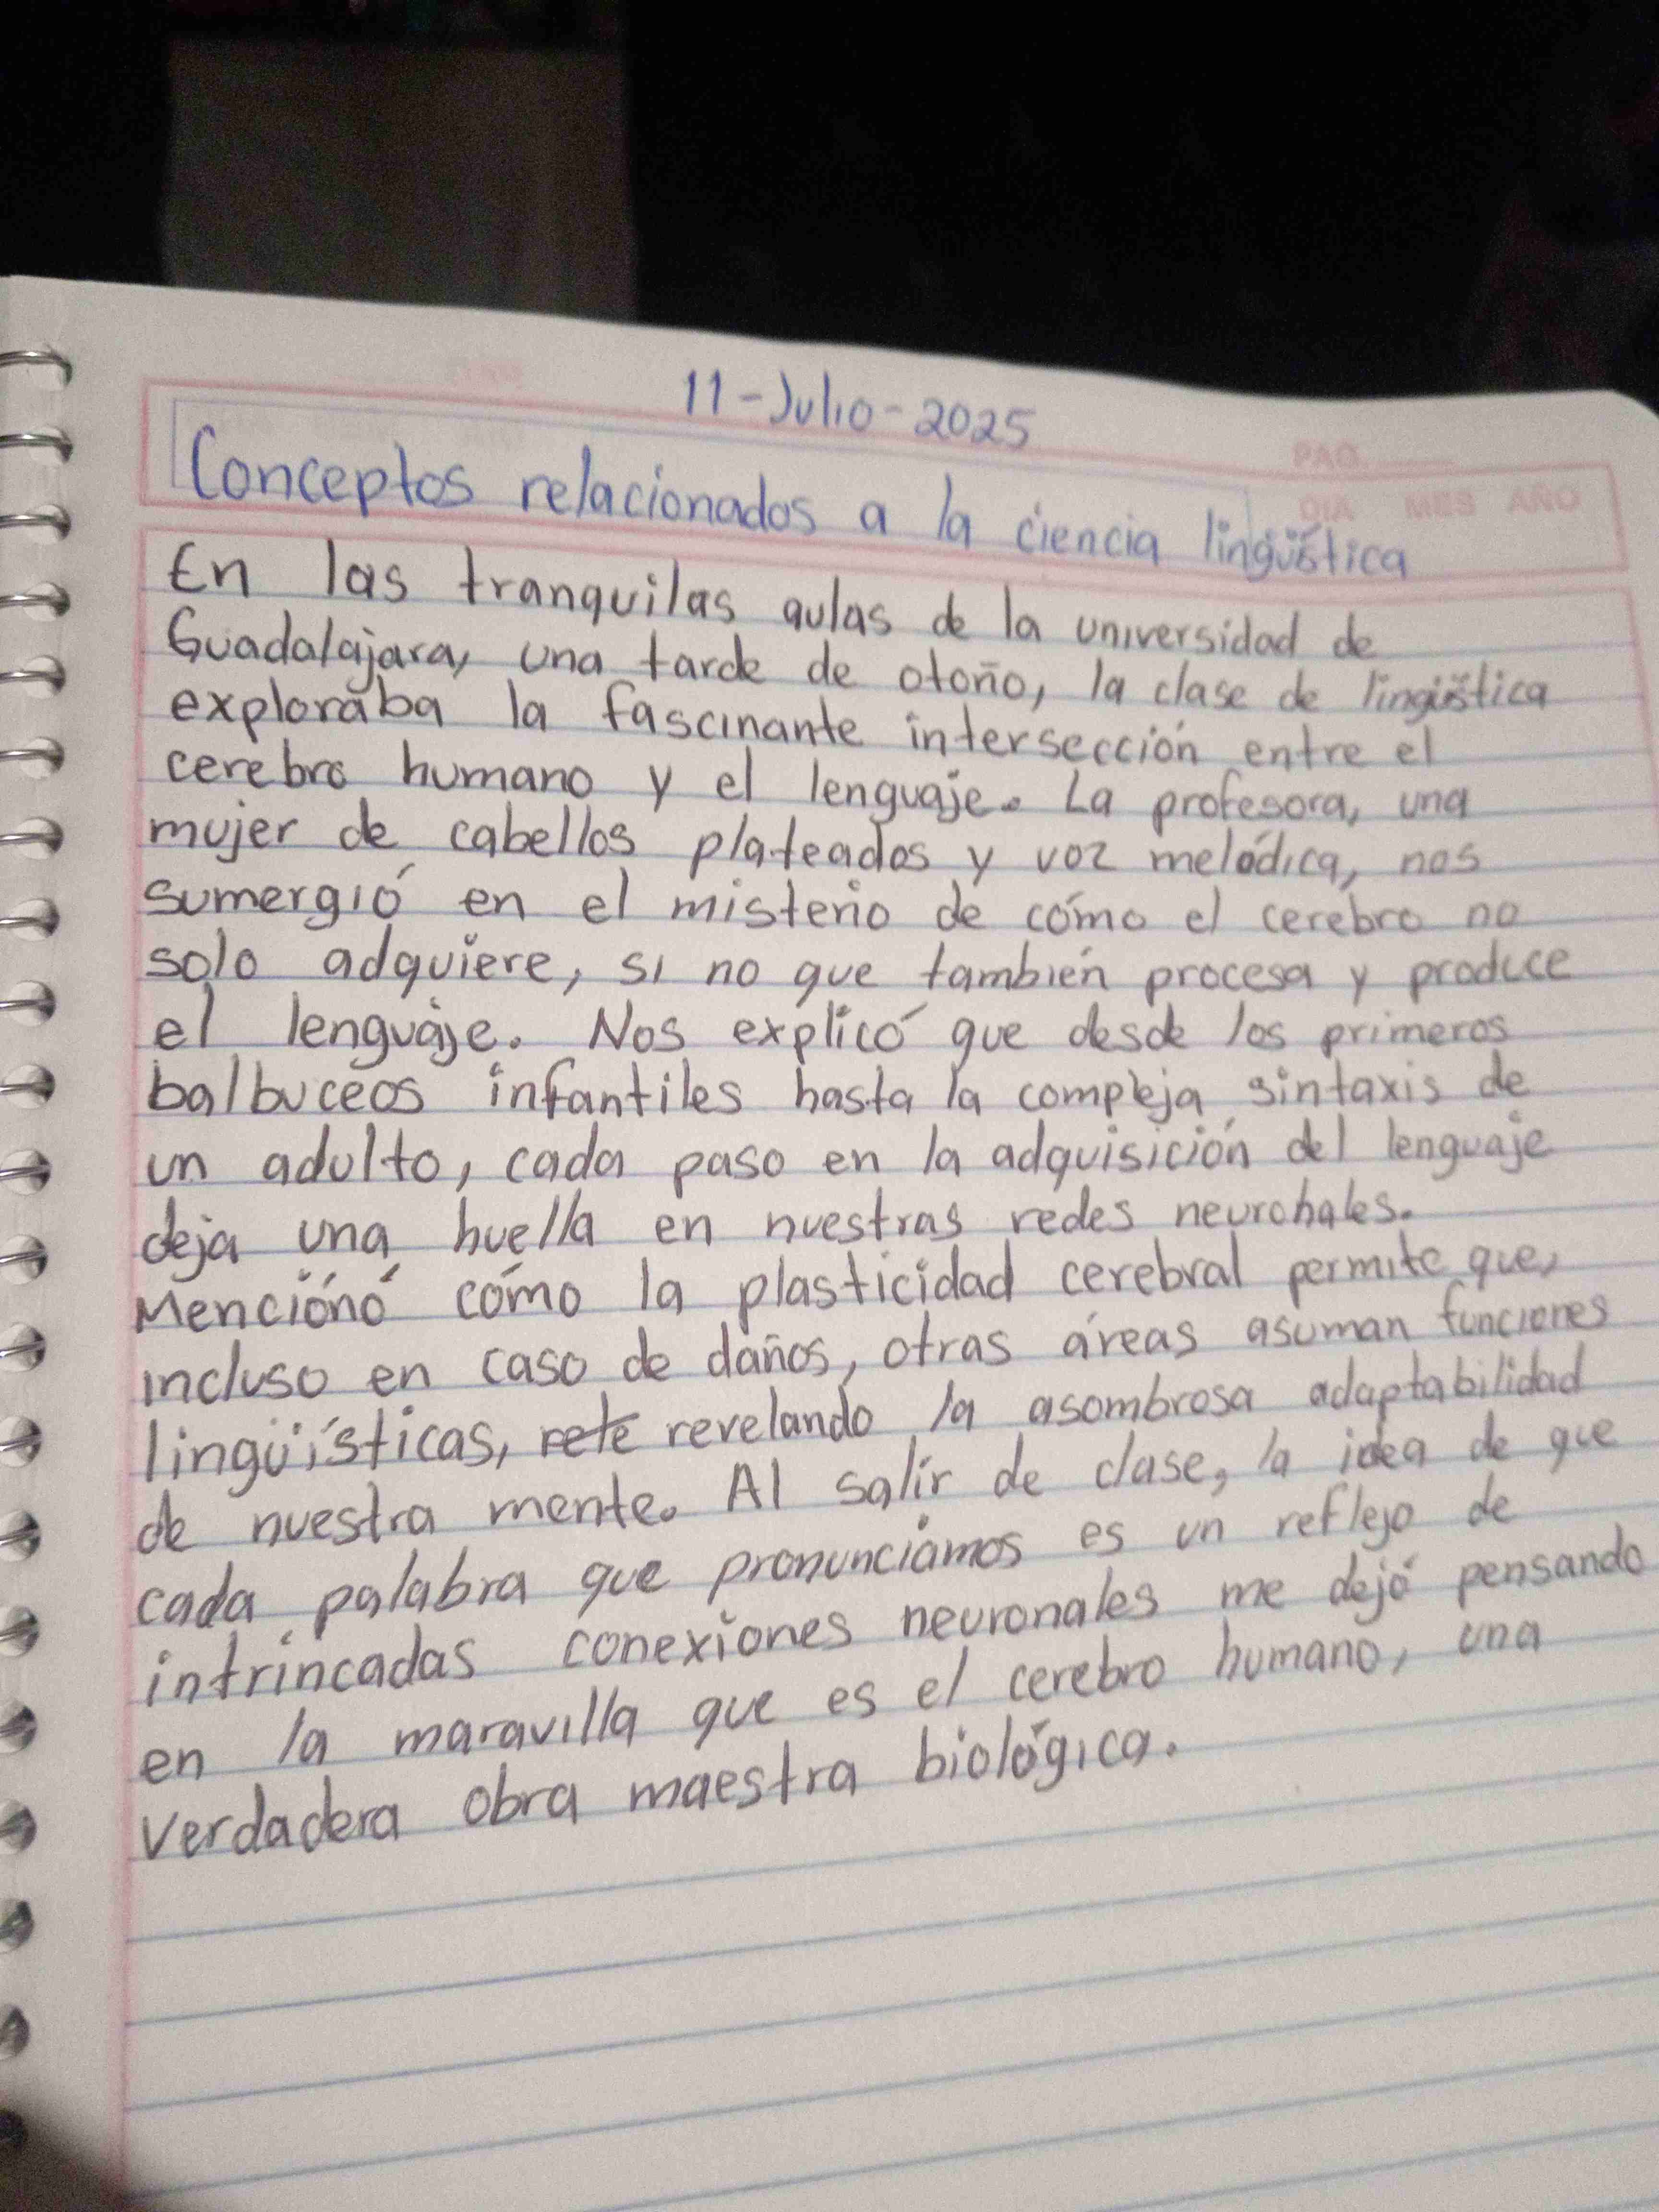 11-Julio-2025
PAG.
DIA MES AÑO
Conceptos relacionados a la ciencia lingüística
En las tranquilas aulas de la universidad de
Guadalajara, una tarde de otoño, la clase de lingüística
exploraba la fascinante intersección entre el
cerebro humano y el lenguaje. La profesora, una
mujer de cabellos plateados y voz melódica, nos
sumergió en el misterio de cómo el cerebro no
solo adquiere, si no que también procesa y produce
el lenguaje. Nos explicó que desde los primeros
balbuceos infantiles hasta la compleja sintaxis de
un adulto, cada paso en la adquisición del lenguaje
deja una huella en nuestras redes neurohales.
Mencionó cómo la plasticidad cerebral permite que,
incluso en caso de daños, otras áreas asuman funciones
lingüísticas, rete revelando la asombrosa adaptabilidad
de nuestra mente. Al salir de clase, la idea de que
cada palabra que pronunciamos es un reflejo de
intrincadas conexiones neuronales me dejó pensando
en la maravilla que es el cerebro humano, una
verdadera obra maestra biológica.